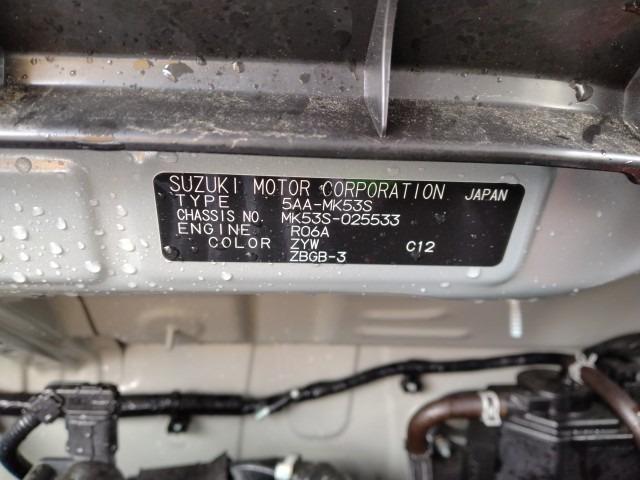 SUZUKI MOTOR CORPORATION JAPAN
TYPE 5AA-MK53S
CHASSIS NO. MK53S-025533
ENGINE R06A
COLOR ZYW C12
ZBGB-3